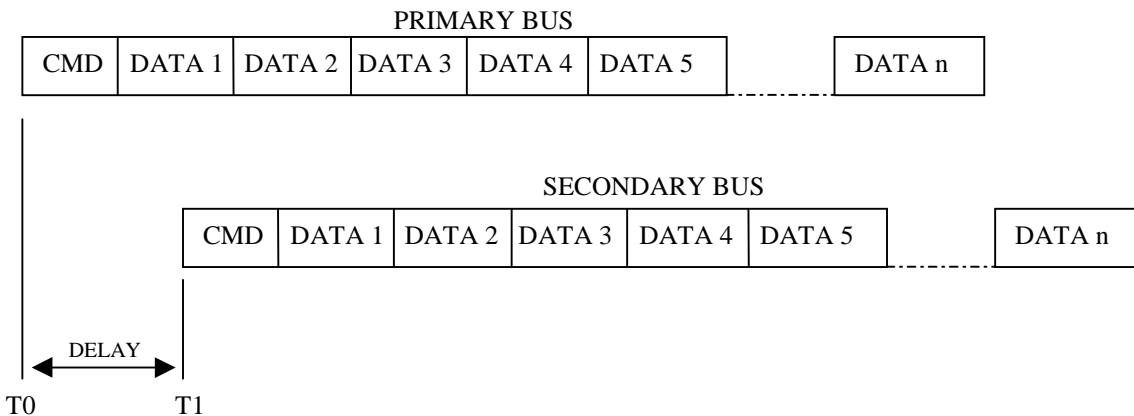 PRIMARY BUS
CMD DATA 1 DATA 2 DATA 3 DATA 4 DATA 5 DATA n
SECONDARY BUS
CMD DATA 1 DATA 2 DATA 3 DATA 4 DATA 5 DATA n
DELAY
T0 T1